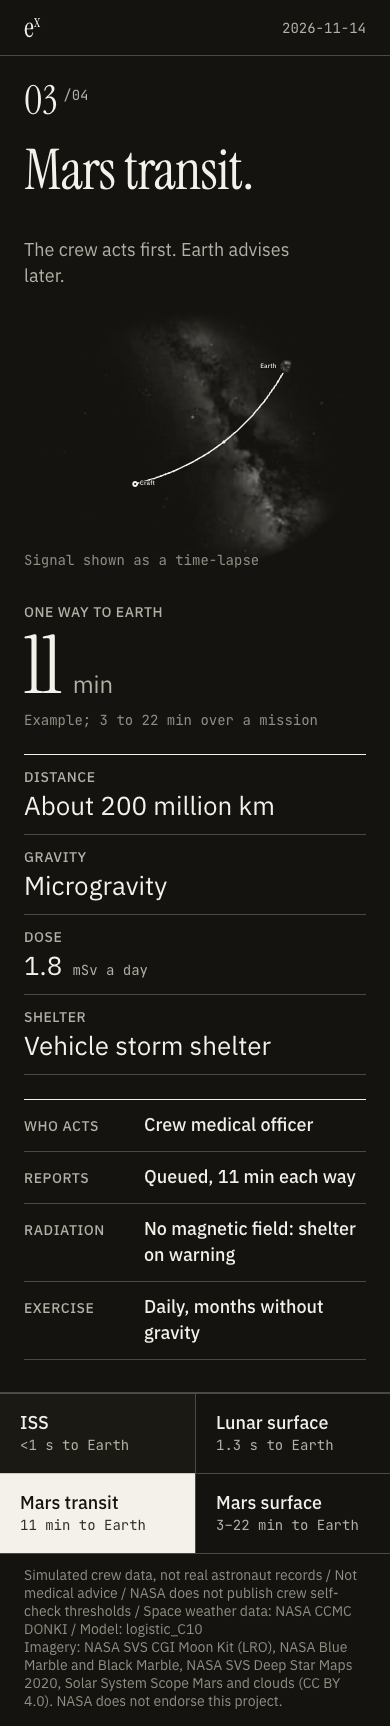 eˣ
2026-11-14
03 /04
Mars transit.
The crew acts first. Earth advises
later.
Earth
Craft
Signal shown as a time-lapse
ONE WAY TO EARTH
11 min
Example; 3 to 22 min over a mission
DISTANCE
About 200 million km
GRAVITY
Microgravity
DOSE
1.8 mSv a day
SHELTER
Vehicle storm shelter
WHO ACTS Crew medical officer
REPORTS Queued, 11 min each way
RADIATION No magnetic field: shelter
on warning
EXERCISE Daily, months without
gravity
ISS
<1 s to Earth
Lunar surface
1.3 s to Earth
Mars transit
11 min to Earth
Mars surface
3–22 min to Earth
Simulated crew data, not real astronaut records / Not
medical advice / NASA does not publish crew self-
check thresholds / Space weather data: NASA CCMC
DONKI / Model: logistic_C10
Imagery: NASA SVS CGI Moon Kit (LRO), NASA Blue
Marble and Black Marble, NASA SVS Deep Star Maps
2020, Solar System Scope Mars and clouds (CC BY
4.0). NASA does not endorse this project.